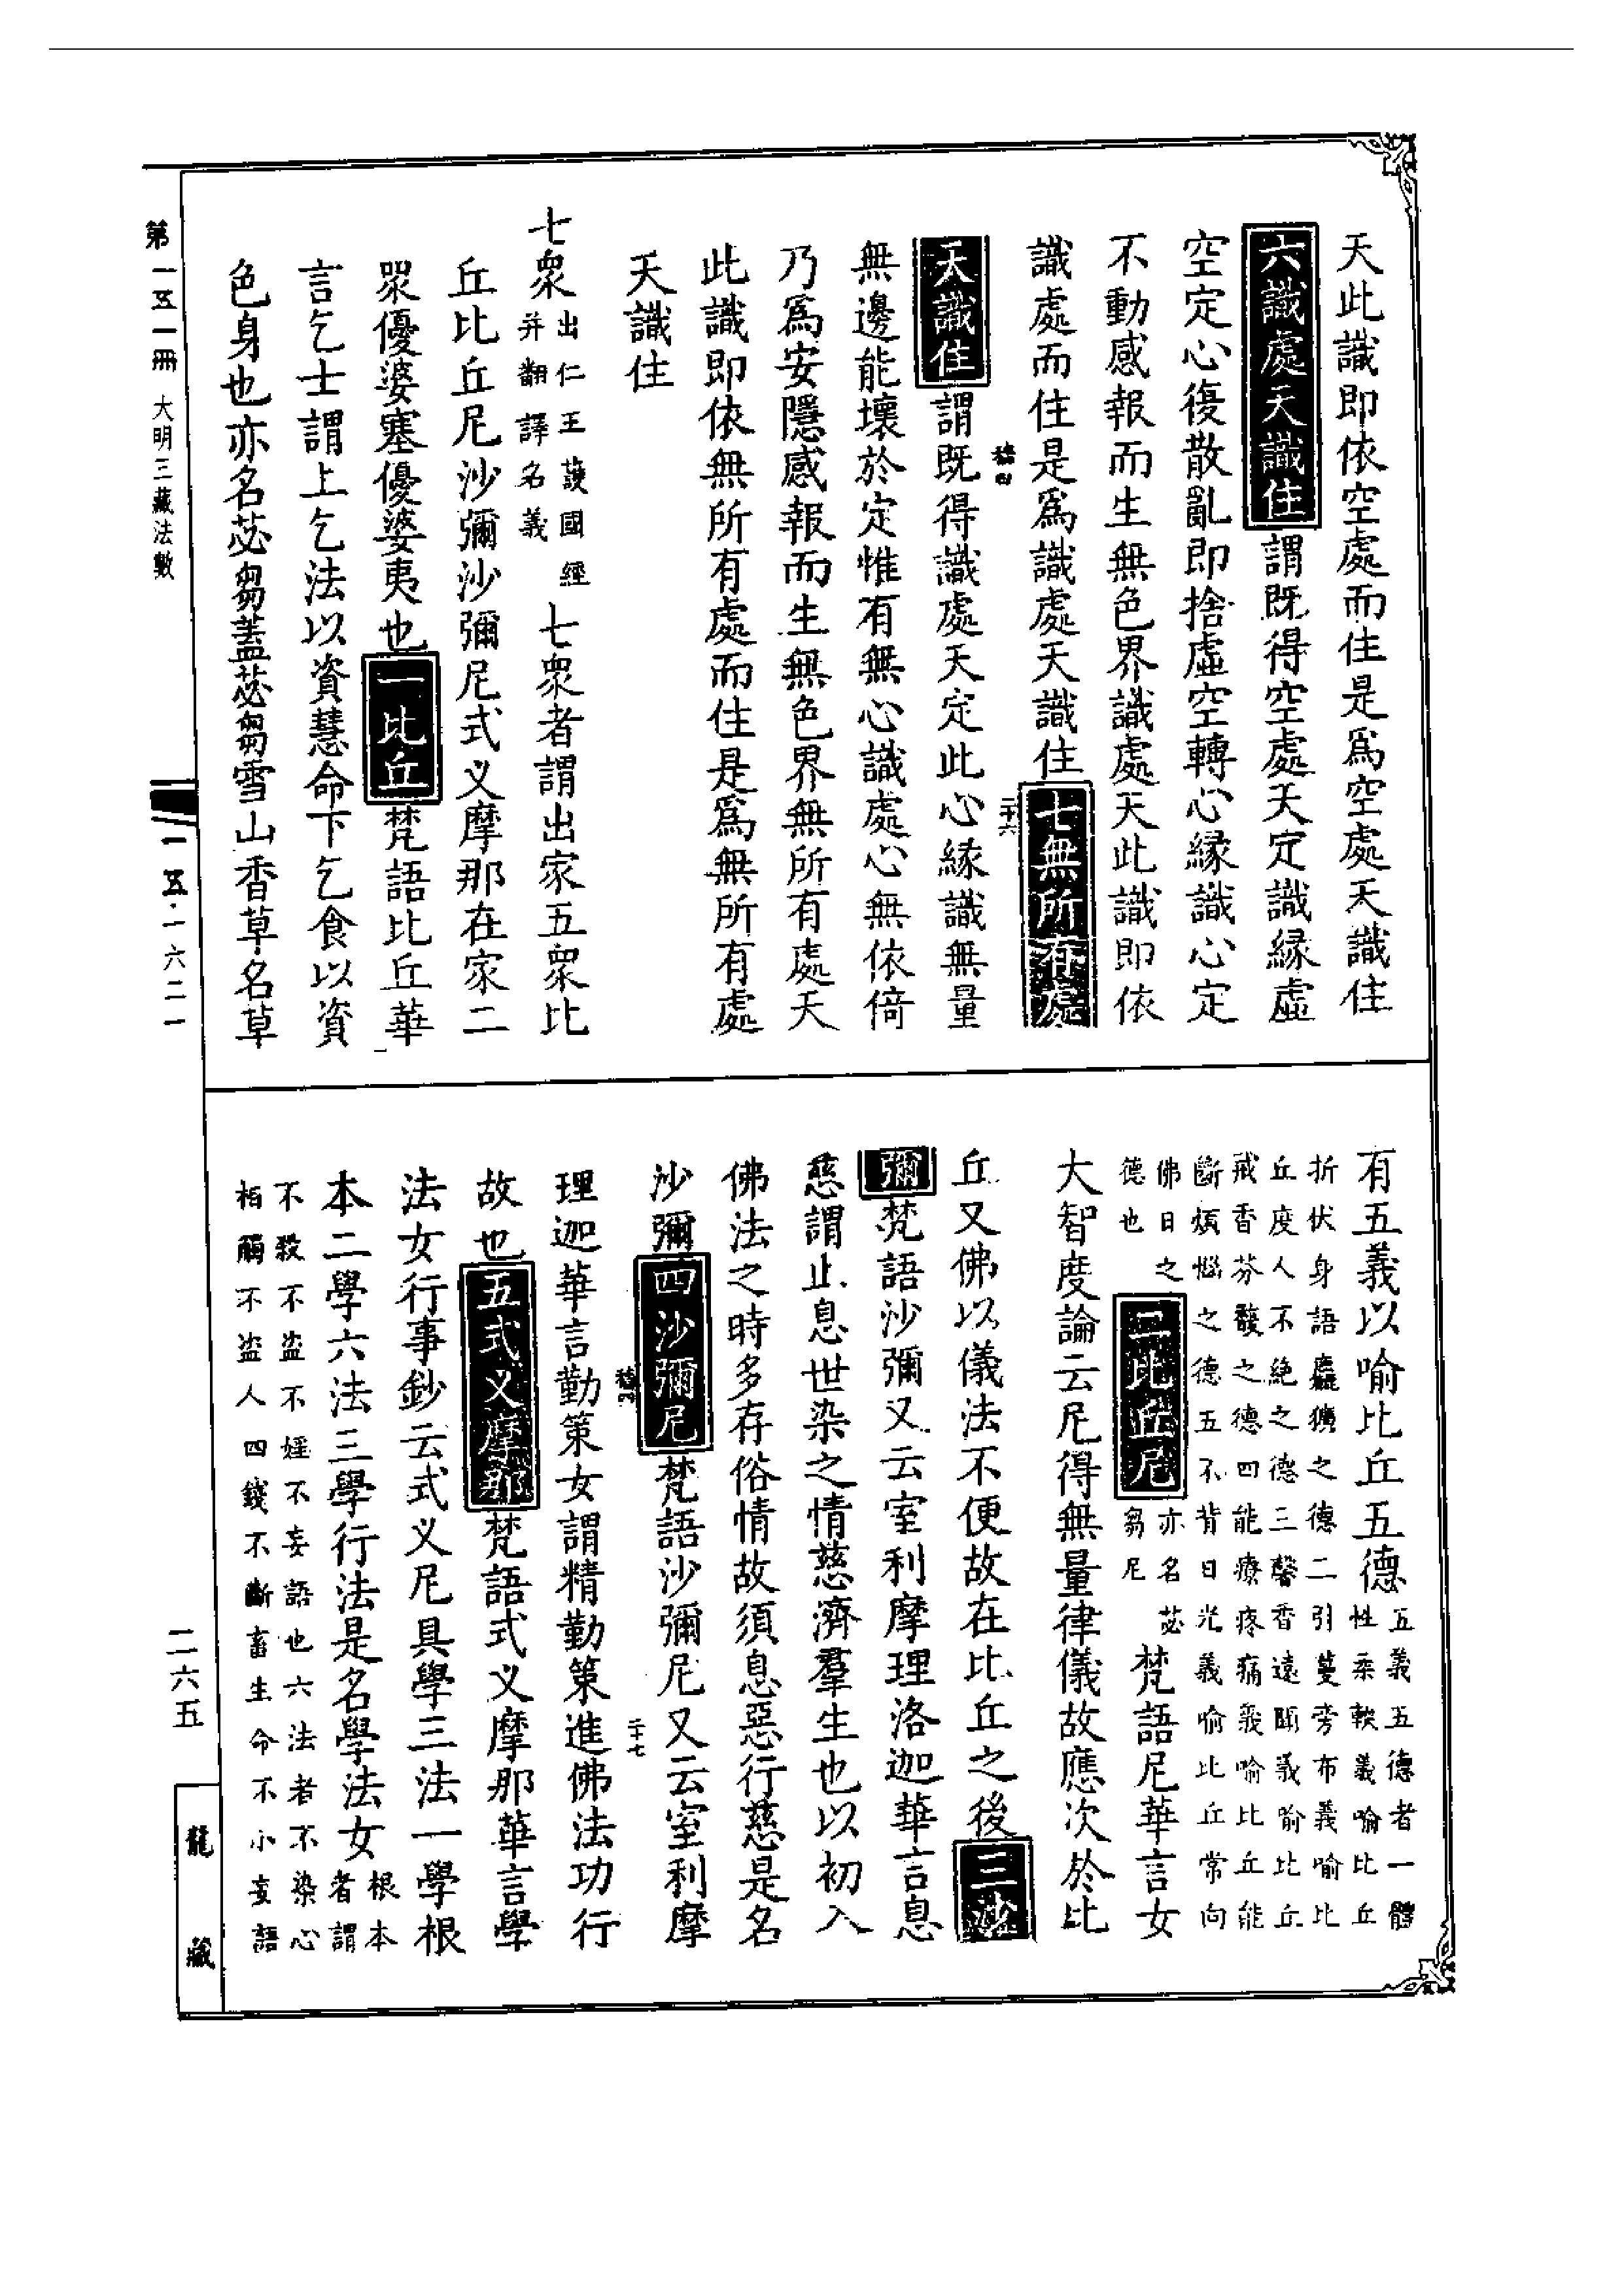 天此識即依空處而住是爲空處天識住
六識處天識住謂既得空處天定識緣虛
空定心復散亂即捨虛空轉心緣識心定
不動感報而生無色界識處天此識即依
識處而住是爲識處天識住七無所有處
天識住謂既得識處天定此心緣識無量
無邊能壞於定惟有無心識處心無依倚
乃爲安隱感報而生無色界無所有處天
此識即依無所有處而住是爲無所有處
天識住
七衆出仁王護國經并翻譯名義七衆者謂出家五衆比
丘比丘尼沙彌沙彌尼式叉摩那在家二
衆優婆塞優婆夷也一比丘梵語比丘華
言乞士謂上乞法以資慧命下乞食以資
色身也亦名苾芻蓋苾芻雪山香草名草
有五義以喻比丘五德五義五德者一體性柔軟義喻比丘
折伏身語麤獷之德二引蔓旁布義喻比
丘度人不絕之德三馨香遠聞義喻比丘
戒香芬馥之德四能療疼痛義喻比丘能
斷煩惱之德五不背日光義喻比丘常向
佛日之德也二比丘尼亦名苾芻尼梵語尼華言女
大智度論云尼得無量律儀故應次於比
丘又佛以儀法不便故在比丘之後三沙
彌梵語沙彌又云室利摩理洛迦華言息
慈謂止息世染之情慈濟羣生也以初入
佛法之時多存俗情故須息惡行慈是名
沙彌四沙彌尼梵語沙彌尼又云室利摩
理迦華言勤策女謂精勤策進佛法功行
故也五式叉摩那梵語式叉摩那華言學
法女行事鈔云式叉尼具學三法一學根
本二學六法三學行法是名學法女根本者謂
不殺不盜不婬不妄語也六法者不染心
相觸不盜人四錢不斷畜生命不小妄語
第一五一冊 大明三藏法數
一五·一六二一
二六五
龍藏
二十六
二十七